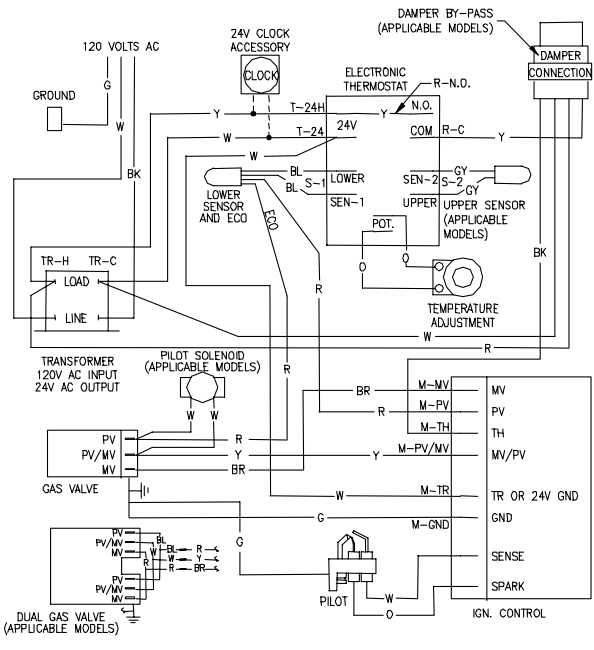 DAMPER BY-PASS
(APPLICABLE MODELS)
24V CLOCK
ACCESSORY
120 VOLTS AC
DAMPER
CONNECTION
CLOCK
ELECTRONIC
THERMOSTAT
R-N.O.
GROUND
G
W
BK
Y
T-24H
Y
N.O.
W
T-24
24V
COM
R-C
Y
W
BL
S-1
BL
LOWER
SEN-1
SEN-2
S-2
GY
GY
UPPER
LOWER
SENSOR
AND ECO
ECO
UPPER SENSOR
(APPLICABLE
MODELS)
POT.
O
O
BK
TR-H
TR-C
LOAD
LINE
R
TEMPERATURE
ADJUSTMENT
W
R
TRANSFORMER
120V AC INPUT
24V AC OUTPUT
PILOT SOLENOID
(APPLICABLE MODELS)
R
W
W
BR
M-MV
MV
R
M-PV
PV
M-TH
TH
PV
R
PV/MV
Y
Y
M-PV/MV
MV/PV
MV
BR
GAS VALVE
W
M-TR
TR OR 24V GND
G
M-GND
GND
G
PV
PV/MV
MV
BL
W
R
BL
R
W
Y
R
BR
PV
PV/MV
MV
DUAL GAS VALVE
(APPLICABLE MODELS)
PILOT
W
O
SENSE
SPARK
IGN. CONTROL